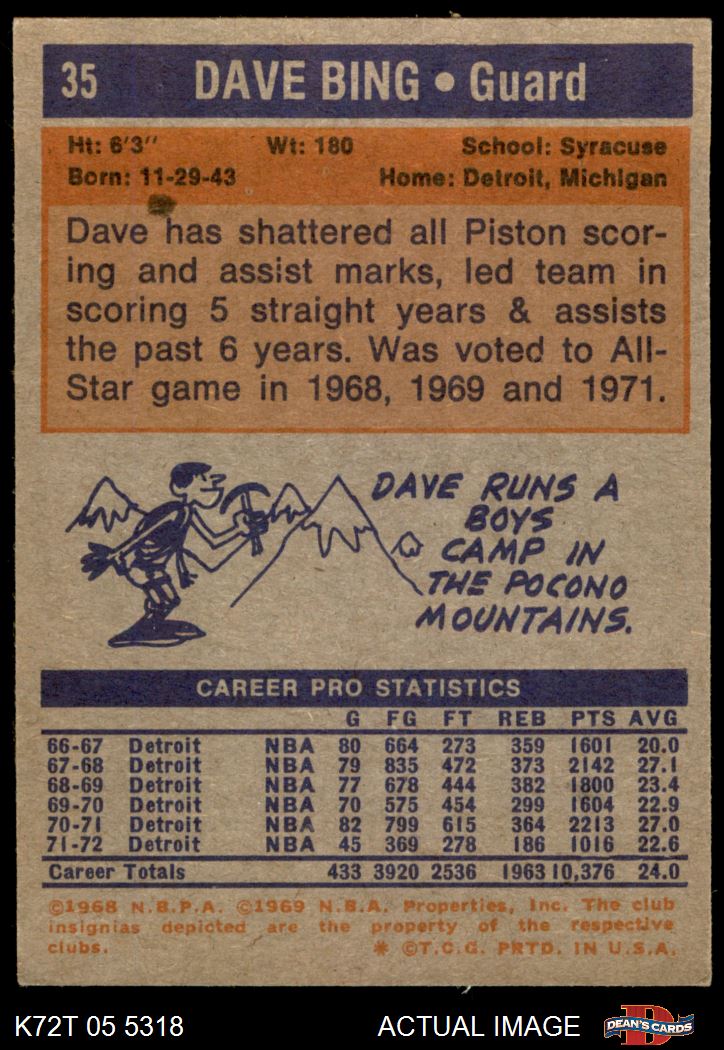 35 DAVE BING • Guard
Ht: 6'3" Wt: 180 School: Syracuse
Born: 11-29-43 Home: Detroit, Michigan
Dave has shattered all Piston scor-
ing and assist marks, led team in
scoring 5 straight years & assists
the past 6 years. Was voted to All-
Star game in 1968, 1969 and 1971.
DAVE RUNS A
BOYS
CAMP IN
THE POCONO
MOUNTAINS.
CAREER PRO STATISTICS
G FG FT REB PTS AVG
66-67 Detroit NBA 80 664 273 359 1601 20.0
67-68 Detroit NBA 79 835 472 373 2142 27.1
68-69 Detroit NBA 77 678 444 382 1800 23.4
69-70 Detroit NBA 70 575 454 299 1604 22.9
70-71 Detroit NBA 82 799 615 364 2213 27.0
71-72 Detroit NBA 45 369 278 186 1016 22.6
Career Totals 433 3920 2536 1963 10,376 24.0
©1968 N.B.P.A. ©1969 N.B.A. Properties, Inc. The club
insignias depicted are the property of the respective
clubs. * ©T.C.G. PRTD. IN U.S.A.
K72T 05 5318 ACTUAL IMAGE D DEAN'S CARDS